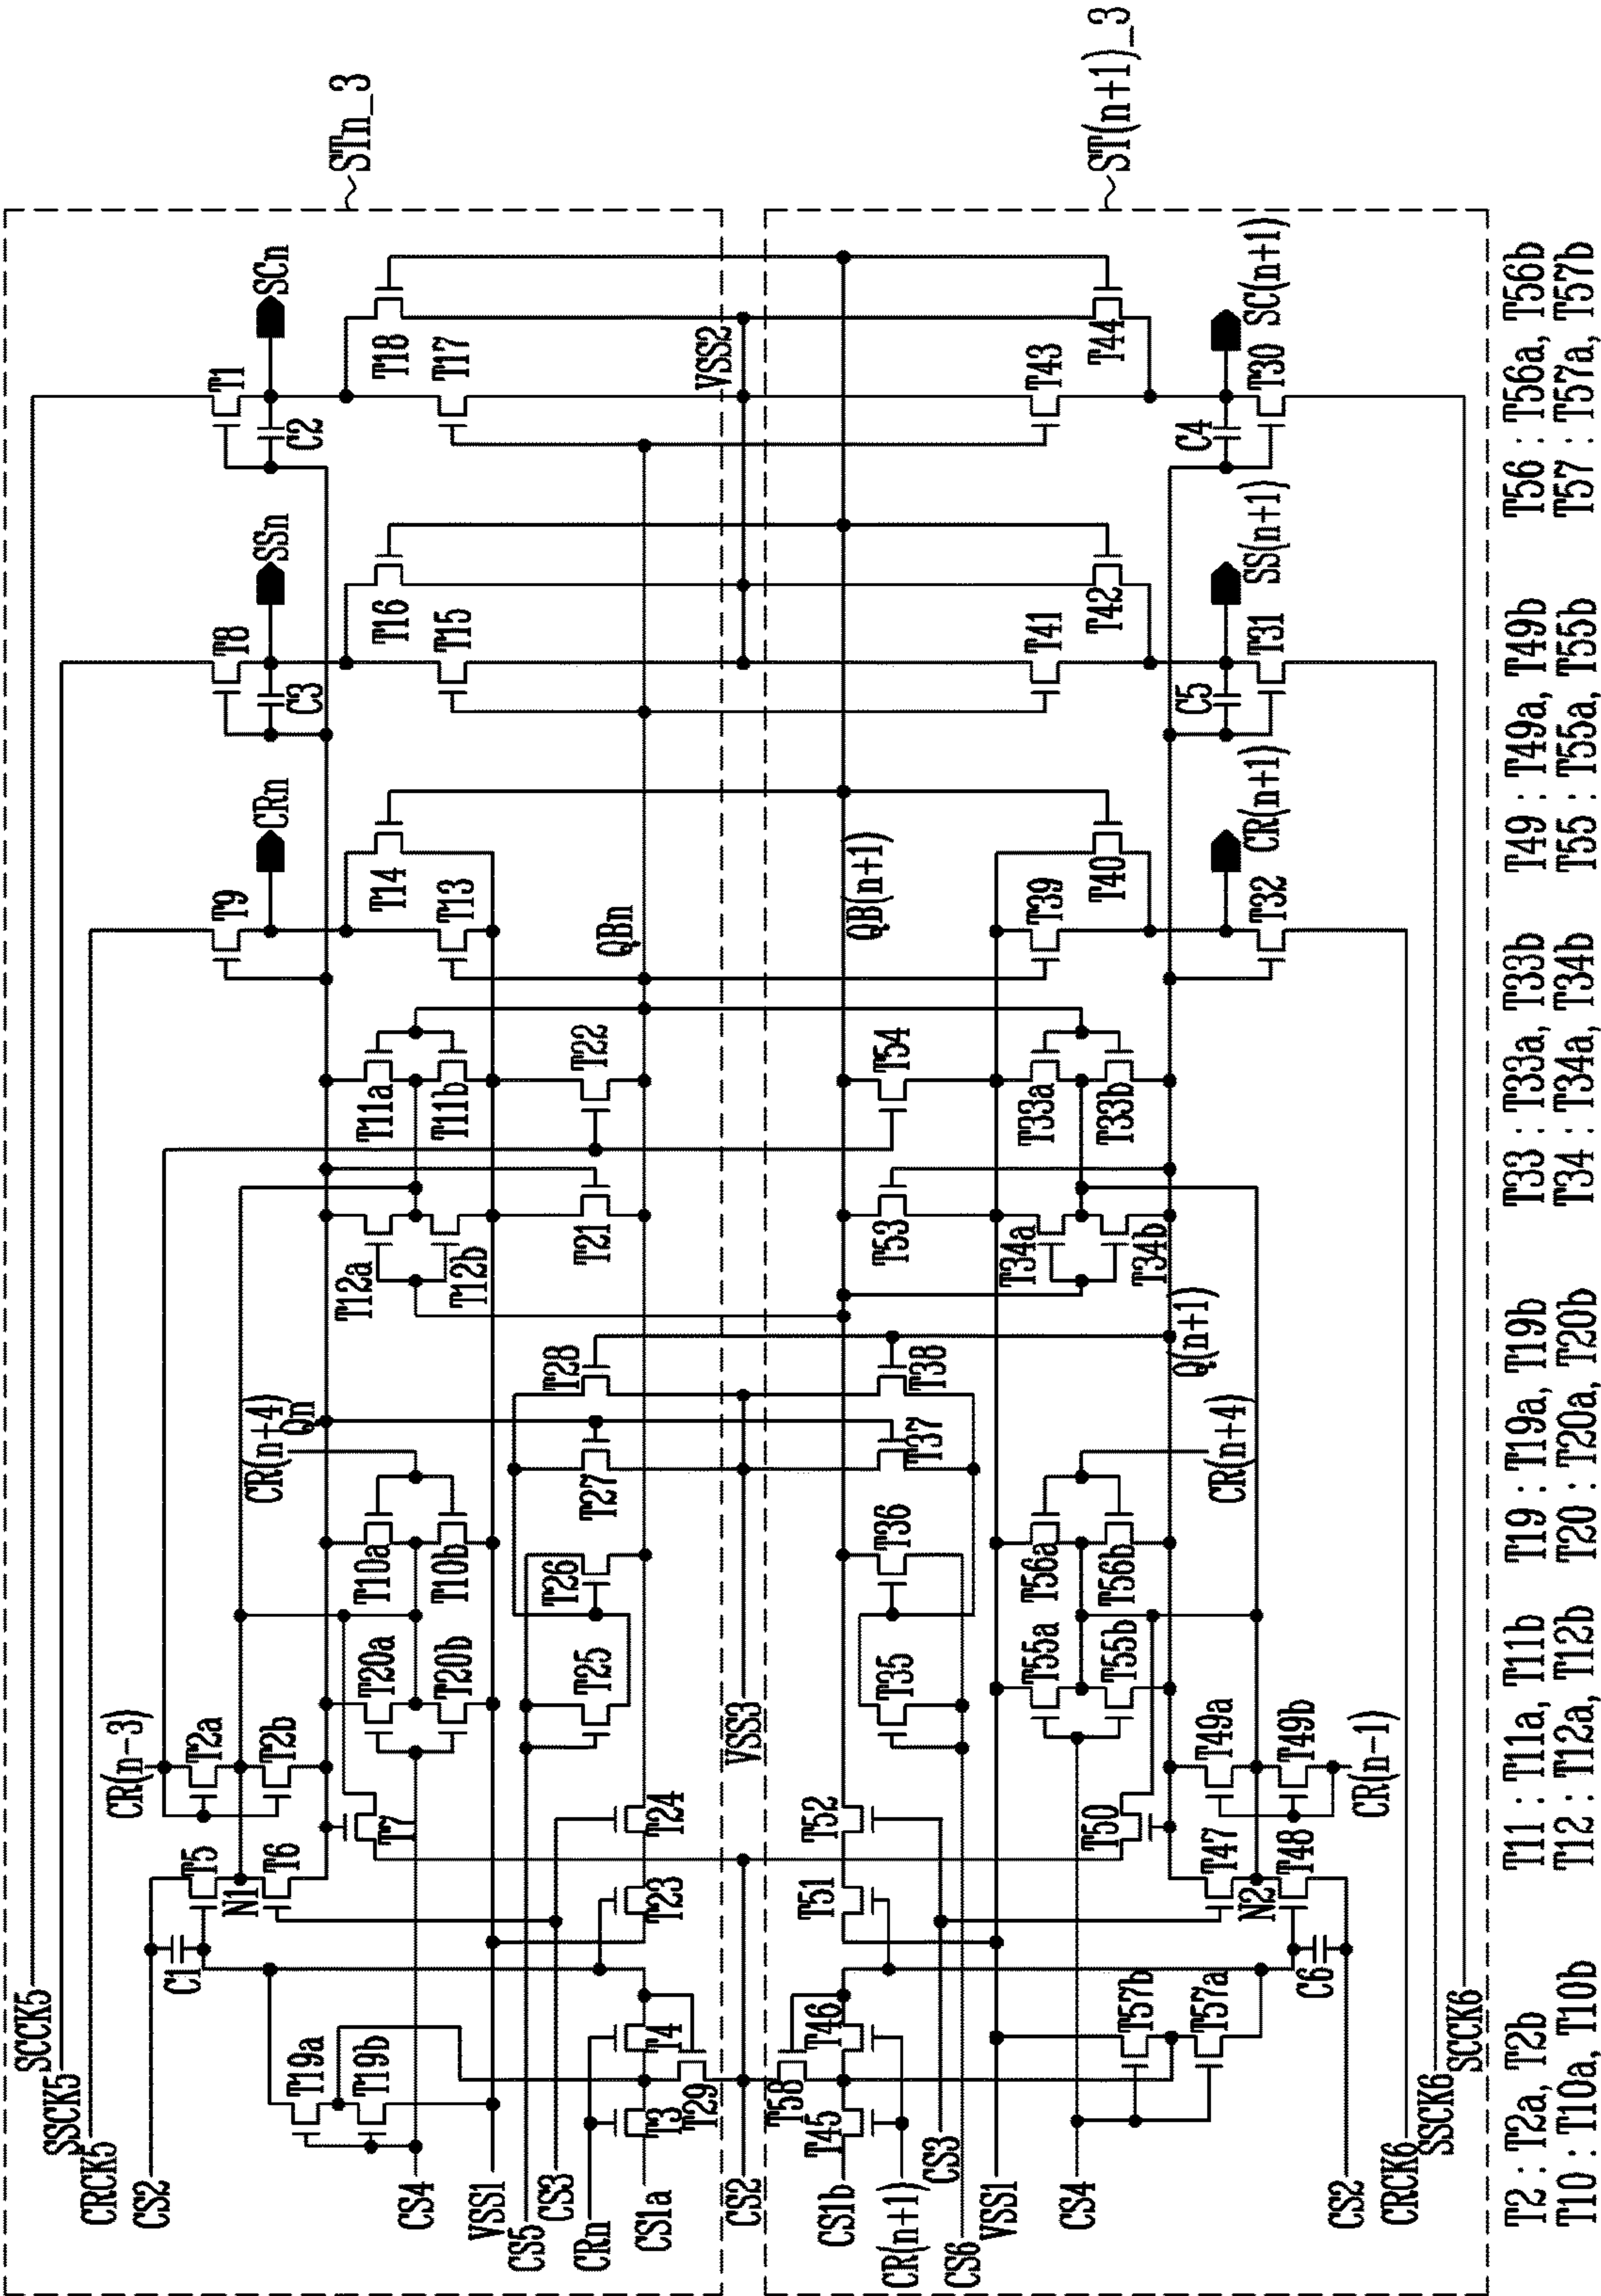 STn_3
ST(n+1)_3
SCCK5
SSCK5
CRCK5
CS2
CS4
VSS1
CS5
CS3
CRn
CS1a
CS2
CS1b
CR(n+1)
CS3
CS6
VSS1
CS4
CS2
CRCK6
SSCK6
SCCK6
C1
T19a
T19b
T5
N1
T6
CR(n-3)
T2a
T2b
T7
T20a
T20b
T10a
T10b
CR(n+4)
Qn
T3
T4
T29
T23
T24
T25
T26
T27
T28
VSS3
T12a
T12b
T21
T11a
T11b
T22
T9
CRn
T14
T13
QBn
T8
SSn
C3
T16
T15
T1
SCn
C2
T18
T17
VSS2
T45
T46
T58
T51
T52
T35
T36
T37
T38
T57b
T57a
C6
T47
N2
T48
T49a
T49b
CR(n-1)
T50
T55a
T55b
T56a
T56b
CR(n+4)
Q(n+1)
T53
T34a
T34b
T54
T33a
T33b
QB(n+1)
T39
T40
CR(n+1)
T32
T41
T42
C5
SS(n+1)
T31
T43
T44
C4
SC(n+1)
T30
T2 : T2a, T2b
T10 : T10a, T10b
T11 : T11a, T11b
T12 : T12a, T12b
T19 : T19a, T19b
T20 : T20a, T20b
T33 : T33a, T33b
T34 : T34a, T34b
T49 : T49a, T49b
T55 : T55a, T55b
T56 : T56a, T56b
T57 : T57a, T57b